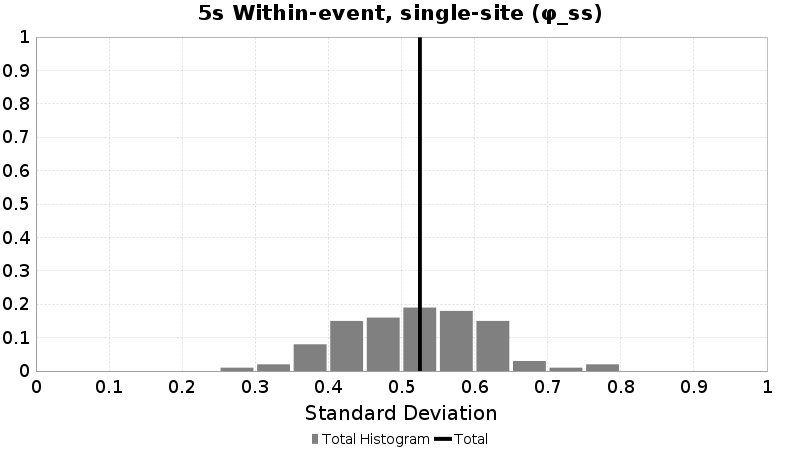 5s Within-event, single-site (φ_ss)
1
0.9
0.8
0.7
0.6
0.5
0.4
0.3
0.2
0.1
0
0 0.1 0.2 0.3 0.4 0.5 0.6 0.7 0.8 0.9 1
Standard Deviation
Total Histogram Total